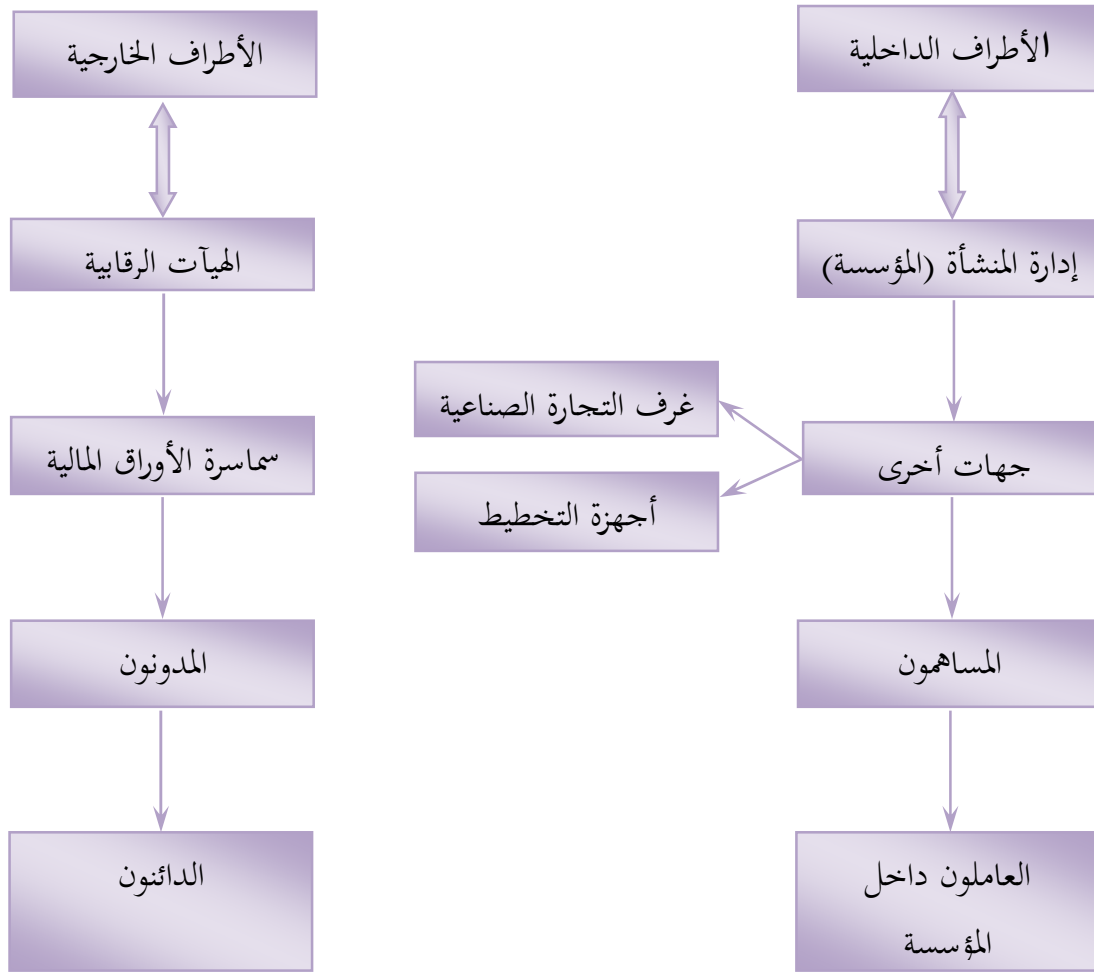 الأطراف الداخلية
الأطراف الخارجية
إدارة المنشأة (المؤسسة)
الهيآت الرقابية
غرف التجارة الصناعية
جهات أخرى
سماسرة الأوراق المالية
أجهزة التخطيط
المساهمون
المدونون
العاملون داخل
المؤسسة
الدائنون